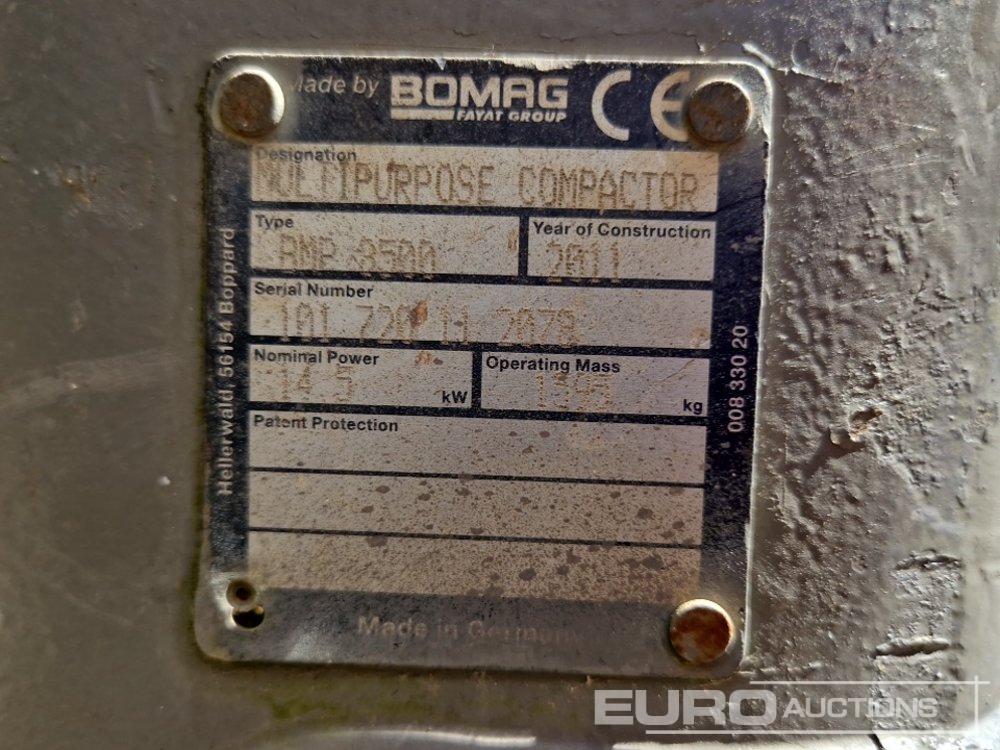 Made by BOMAG CE
FAYAT GROUP
Designation
MULTIPURPOSE COMPACTOR
Type
BMP 8500
Year of Construction
2011
Serial Number
101 720 11 2078
Nominal Power
14.5 kW
Operating Mass
1595 kg
Patent Protection
Made in Germany
Hellerwald, 56154 Boppard
008 330 20
EURO AUCTIONS